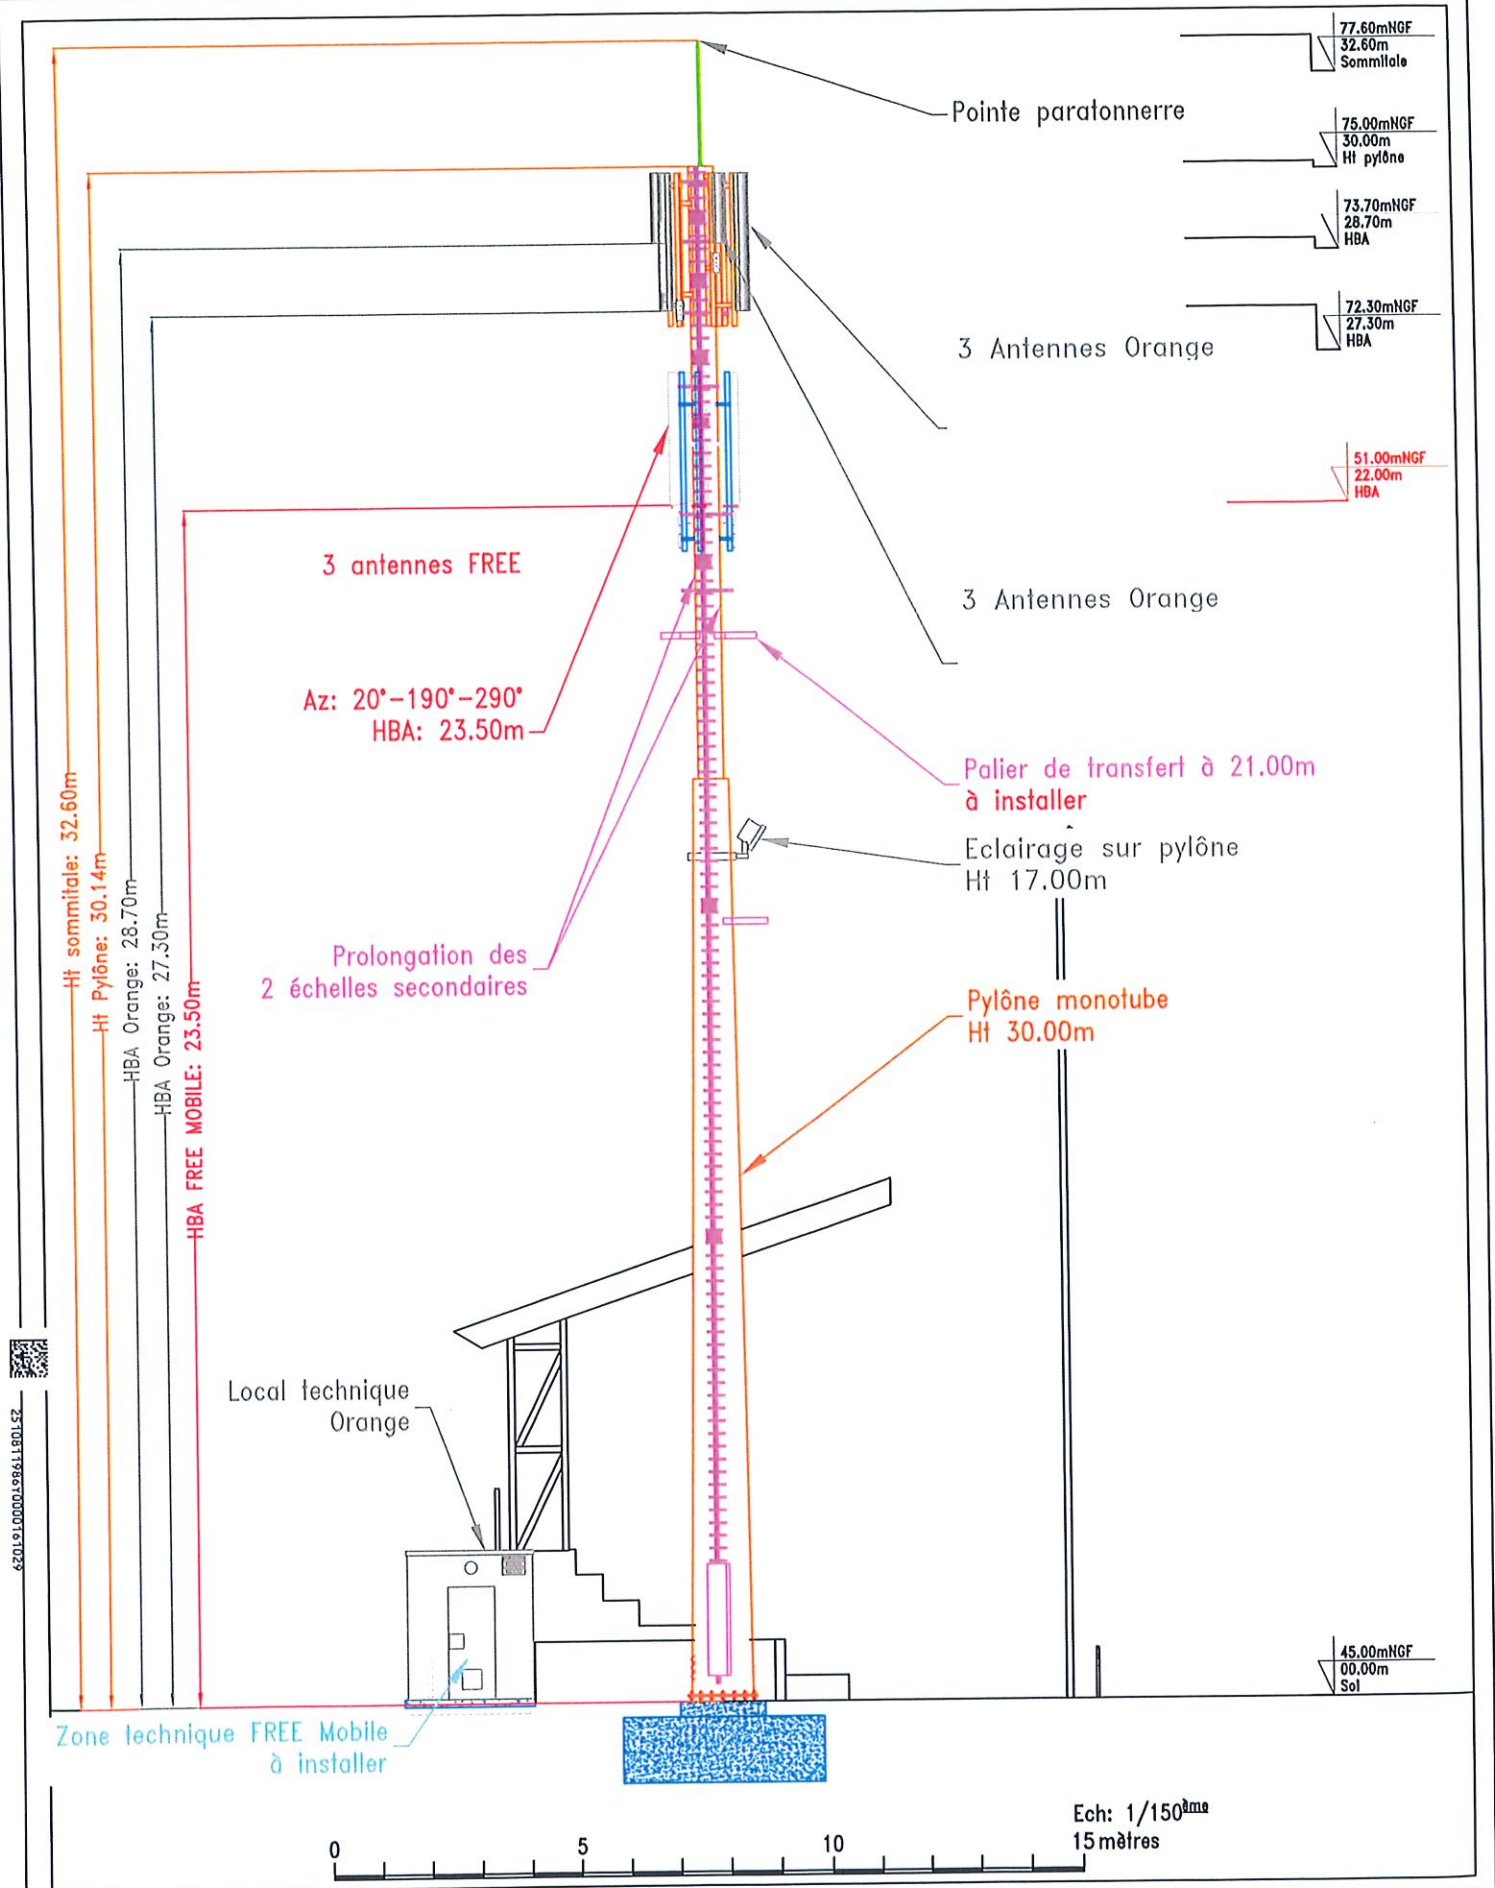 77.60mNGF
32.60m
Sommitale
Pointe paratonnerre
75.00mNGF
30.00m
Ht pylône
73.70mNGF
28.70m
HBA
72.30mNGF
27.30m
HBA
3 Antennes Orange
51.00mNGF
22.00m
HBA
3 antennes FREE
3 Antennes Orange
Az: 20°-190°-290°
HBA: 23.50m
Palier de transfert à 21.00m
à installer
Eclairage sur pylône
Ht 17.00m
Ht sommitale: 32.60m
Ht Pylône: 30.14m
HBA Orange: 28.70m
HBA Orange: 27.30m
HBA FREE MOBILE: 23.50m
Prolongation des
2 échelles secondaires
Pylône monotube
Ht 30.00m
Local technique
Orange
2510811986Y0000161029
45.00mNGF
00.00m
Sol
Zone technique FREE Mobile
à installer
Ech: 1/150ème
0 5 10 15 mètres